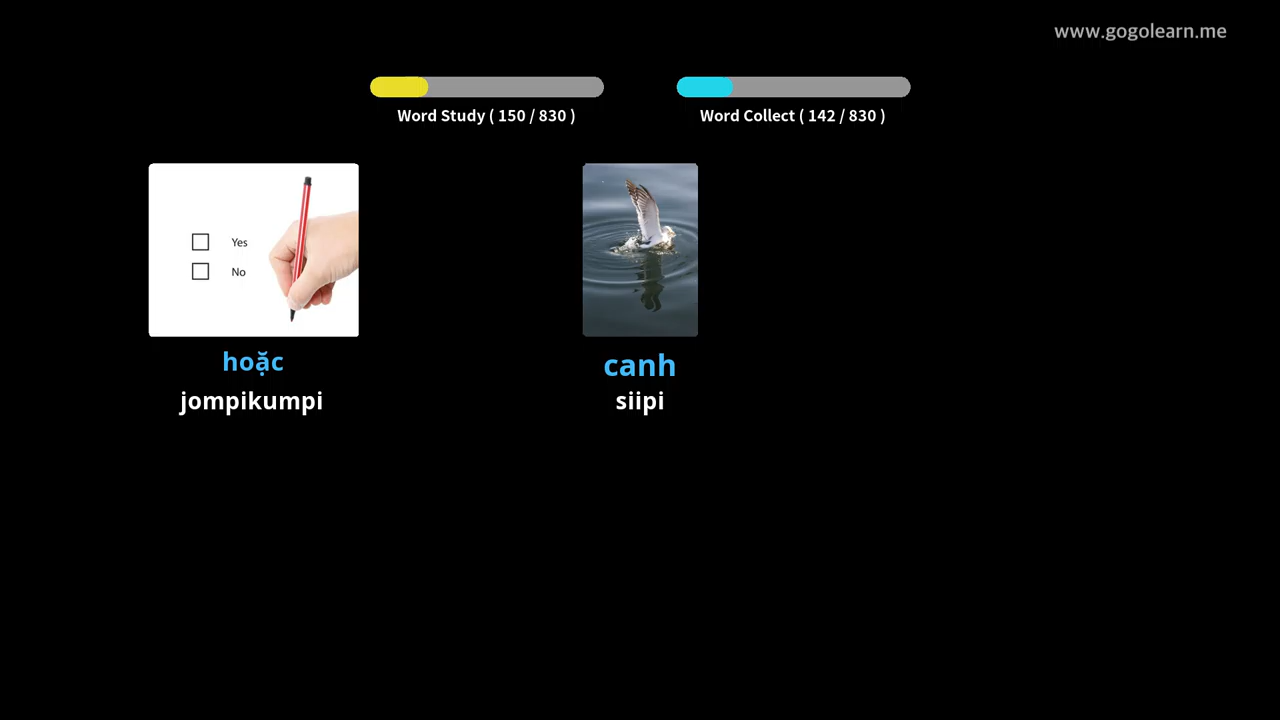 www.gogolearn.me
Word Study ( 150 / 830 )
Word Collect ( 142 / 830 )
Yes
No
hoặc
jompikumpi
canh
siipi